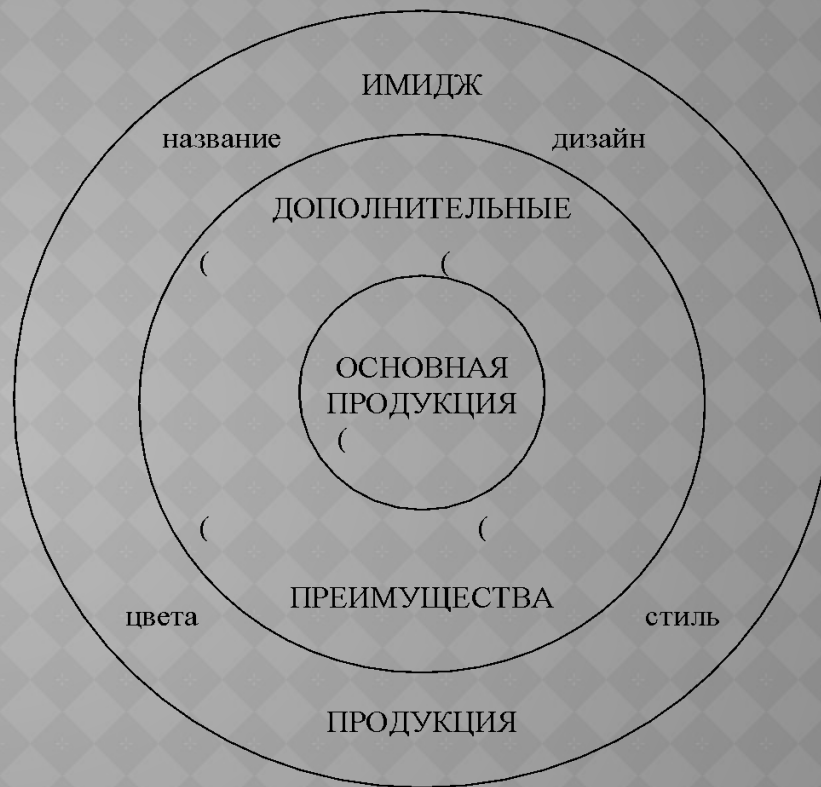 ИМИДЖ
название дизайн
ДОПОЛНИТЕЛЬНЫЕ
( (
ОСНОВНАЯ
ПРОДУКЦИЯ
(
( (
ПРЕИМУЩЕСТВА
цвета стиль
ПРОДУКЦИЯ